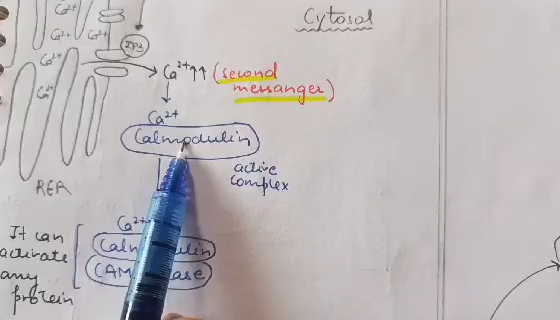 Cytosol
Ca²⁺
Ca²⁺
Ca²⁺
IP3
Ca²⁺
Ca²⁺↑↑ (second
messanger)
Ca²⁺
Calmodulin
active
complex
RER
It can
activate
any
protein
Ca²⁺